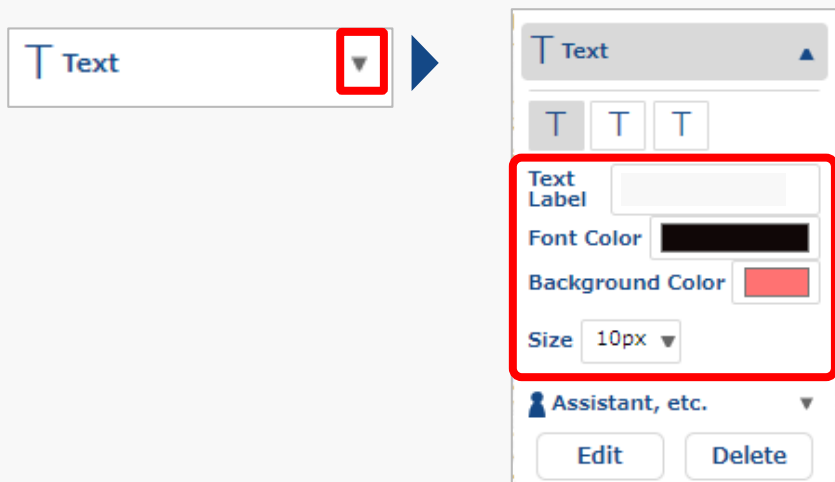 T Text ▼
T Text ▲
T T T
Text
Label
Font Color
Background Color
Size 10px ▼
Assistant, etc. ▼
Edit Delete